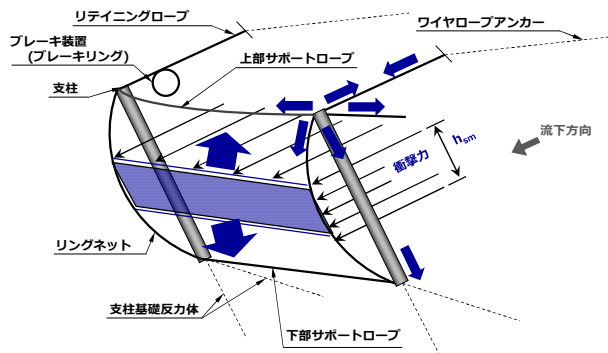 リテイニングロープ
ワイヤロープアンカー
ブレーキ装置
(ブレーキリング)
上部サポートロープ
支柱
流下方向
hsm
衝撃力
リングネット
支柱基礎反力体
下部サポートロープ